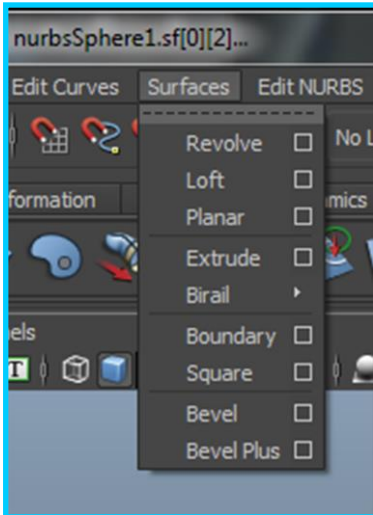 nurbsSphere1.sf[0][2]...
Edit Curves Surfaces Edit NURBS
Revolve
No L
Loft
formation
amics
Planar
Extrude
Birail
els
Boundary
T
Square
Bevel
Bevel Plus